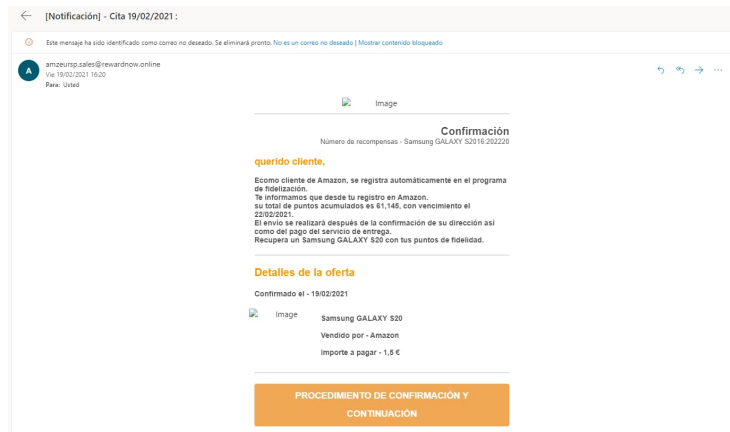 [Notificación] - Cita 19/02/2021 :
Este mensaje ha sido identificado como correo no deseado. Se eliminará pronto. No es un correo no deseado | Mostrar contenido bloqueado
A
amzeursp.sales@rewardnow.online
Vie 19/02/2021 16:20
Para: Usted
Image
Confirmación
Número de recompensas - Samsung GALAXY S2016:202220
querido cliente,
Ecomo cliente de Amazon, se registra automáticamente en el programa
de fidelización.
Te informamos que desde tu registro en Amazon.
su total de puntos acumulados es 61,145, con vencimiento el
22/02/2021.
El envío se realizará después de la confirmación de su dirección así
como del pago del servicio de entrega.
Recupera un Samsung GALAXY S20 con tus puntos de fidelidad.
Detalles de la oferta
Confirmado el - 19/02/2021
Image
Samsung GALAXY S20
Vendido por - Amazon
Importe a pagar - 1,5 €
PROCEDIMIENTO DE CONFIRMACIÓN Y
CONTINUACIÓN